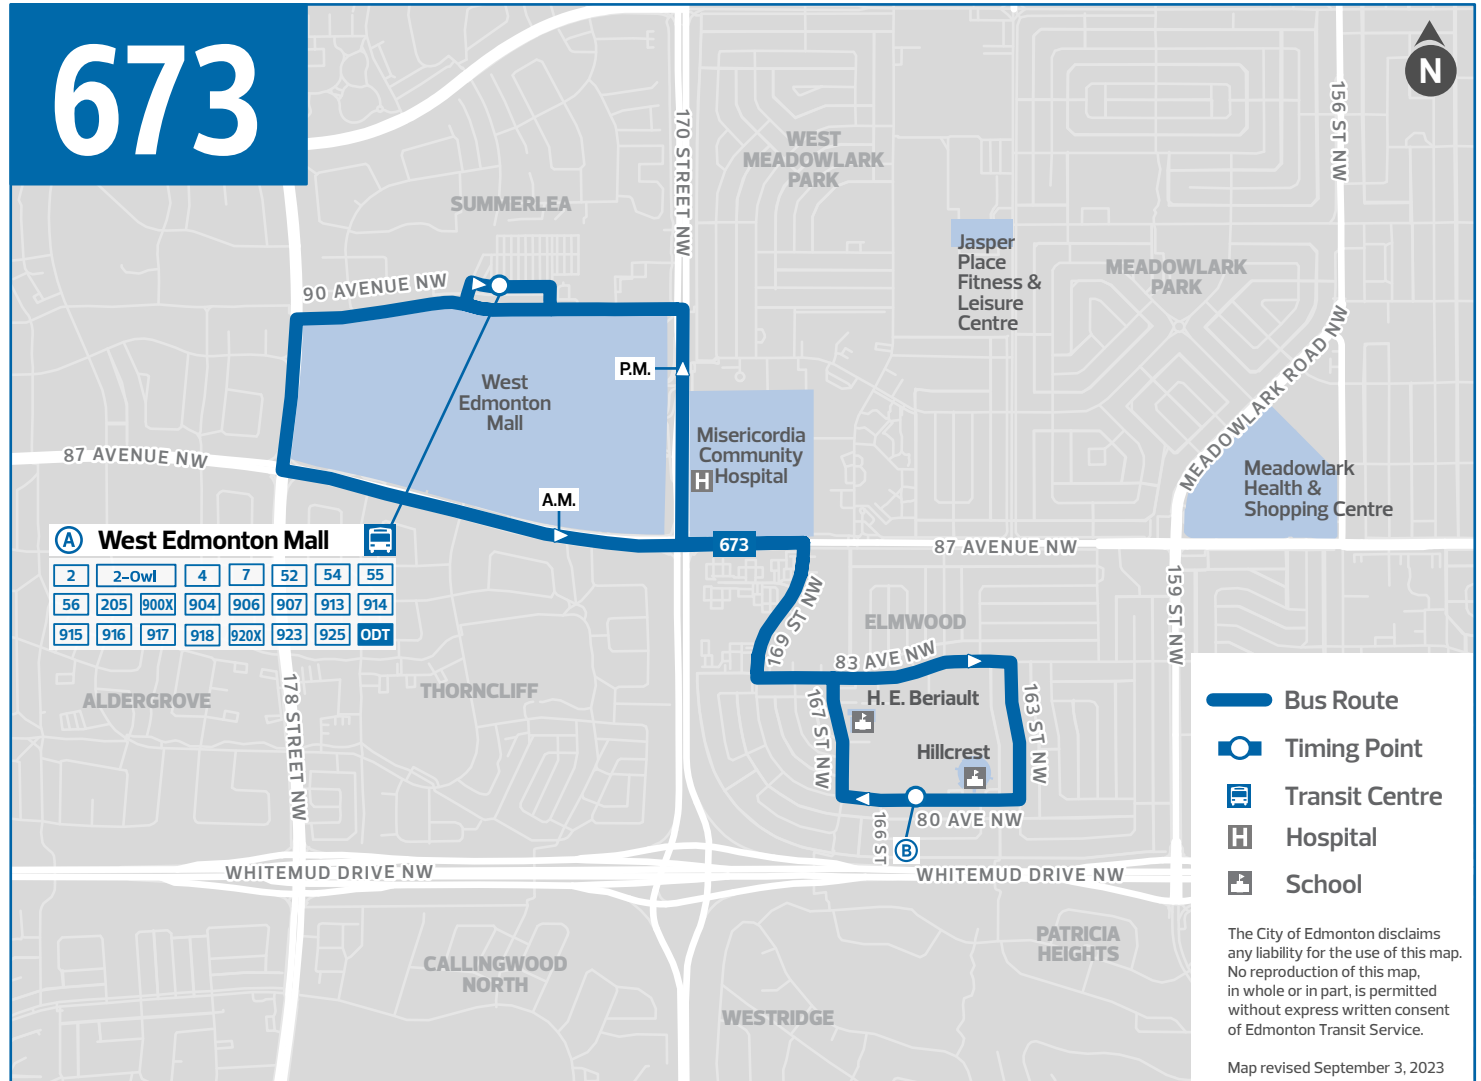 673
N
170 STREET NW
156 ST NW
WEST
MEADOWLARK
PARK
SUMMERLEA
Jasper
Place
Fitness &
Leisure
Centre
MEADOWLARK
PARK
90 AVENUE NW
MEADOWLARK ROAD NW
P.M.
West
Edmonton
Mall
Misericordia
Community
Hospital
H
87 AVENUE NW
Meadowlark
Health &
Shopping Centre
A.M.
A West Edmonton Mall
2 2-Owl 4 7 52 54 55
56 205 900X 904 906 907 913 914
915 916 917 918 920X 923 925 ODT
673
87 AVENUE NW
159 ST NW
169 ST NW
ELMWOOD
83 AVE NW
ALDERGROVE
178 STREET NW
THORNCLIFF
167 ST NW
H. E. Beriault
163 ST NW
Hillcrest
166 ST
80 AVE NW
B
WHITEMUD DRIVE NW
WHITEMUD DRIVE NW
CALLINGWOOD
NORTH
PATRICIA
HEIGHTS
WESTRIDGE
Bus Route
Timing Point
Transit Centre
H Hospital
School
The City of Edmonton disclaims
any liability for the use of this map.
No reproduction of this map,
in whole or in part, is permitted
without express written consent
of Edmonton Transit Service.
Map revised September 3, 2023